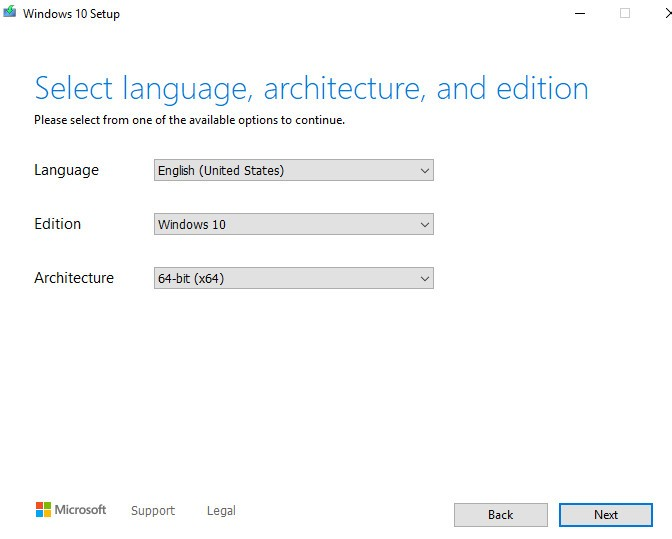 Windows 10 Setup
Select language, architecture, and edition
Please select from one of the available options to continue.
Language English (United States)
Edition Windows 10
Architecture 64-bit (x64)
Microsoft Support Legal Back Next